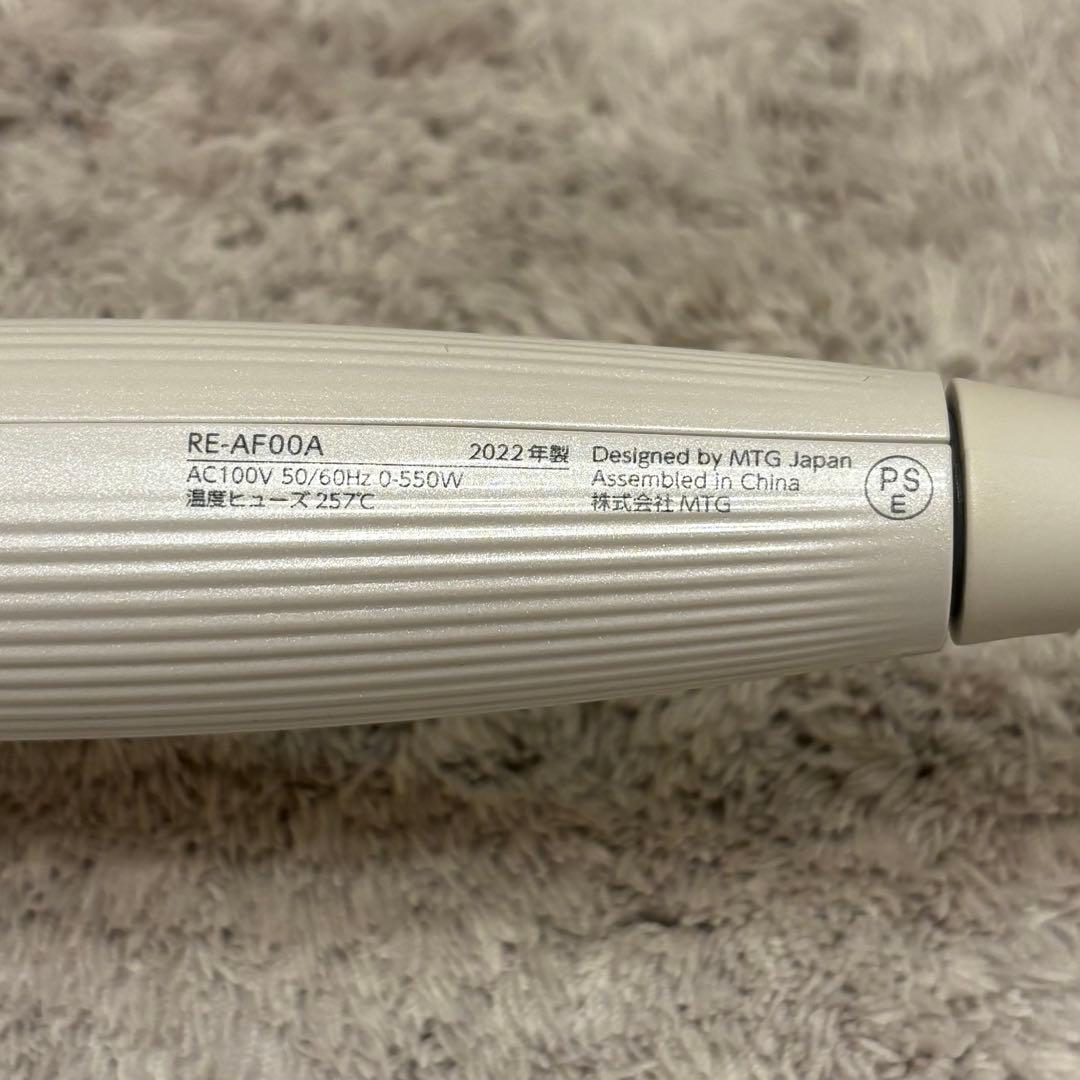 RE-AF00A
AC100V 50/60Hz 0-550W
温度ヒューズ 257℃
2022年製
Designed by MTG Japan
Assembled in China
株式会社 MTG
PS
E